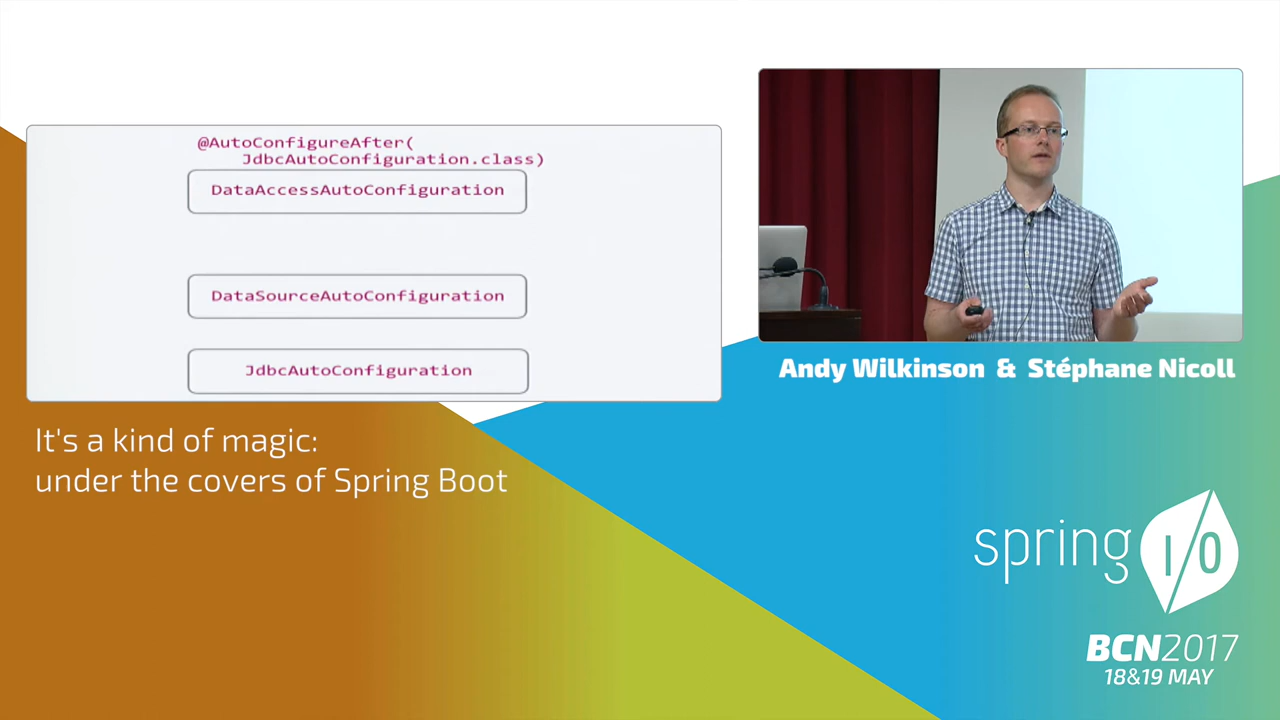 @AutoConfigureAfter(
JdbcAutoConfiguration.class)
DataAccessAutoConfiguration
DataSourceAutoConfiguration
JdbcAutoConfiguration
Andy Wilkinson & Stéphane Nicoll
It's a kind of magic:
under the covers of Spring Boot
spring I/O
BCN2017
18&19 MAY